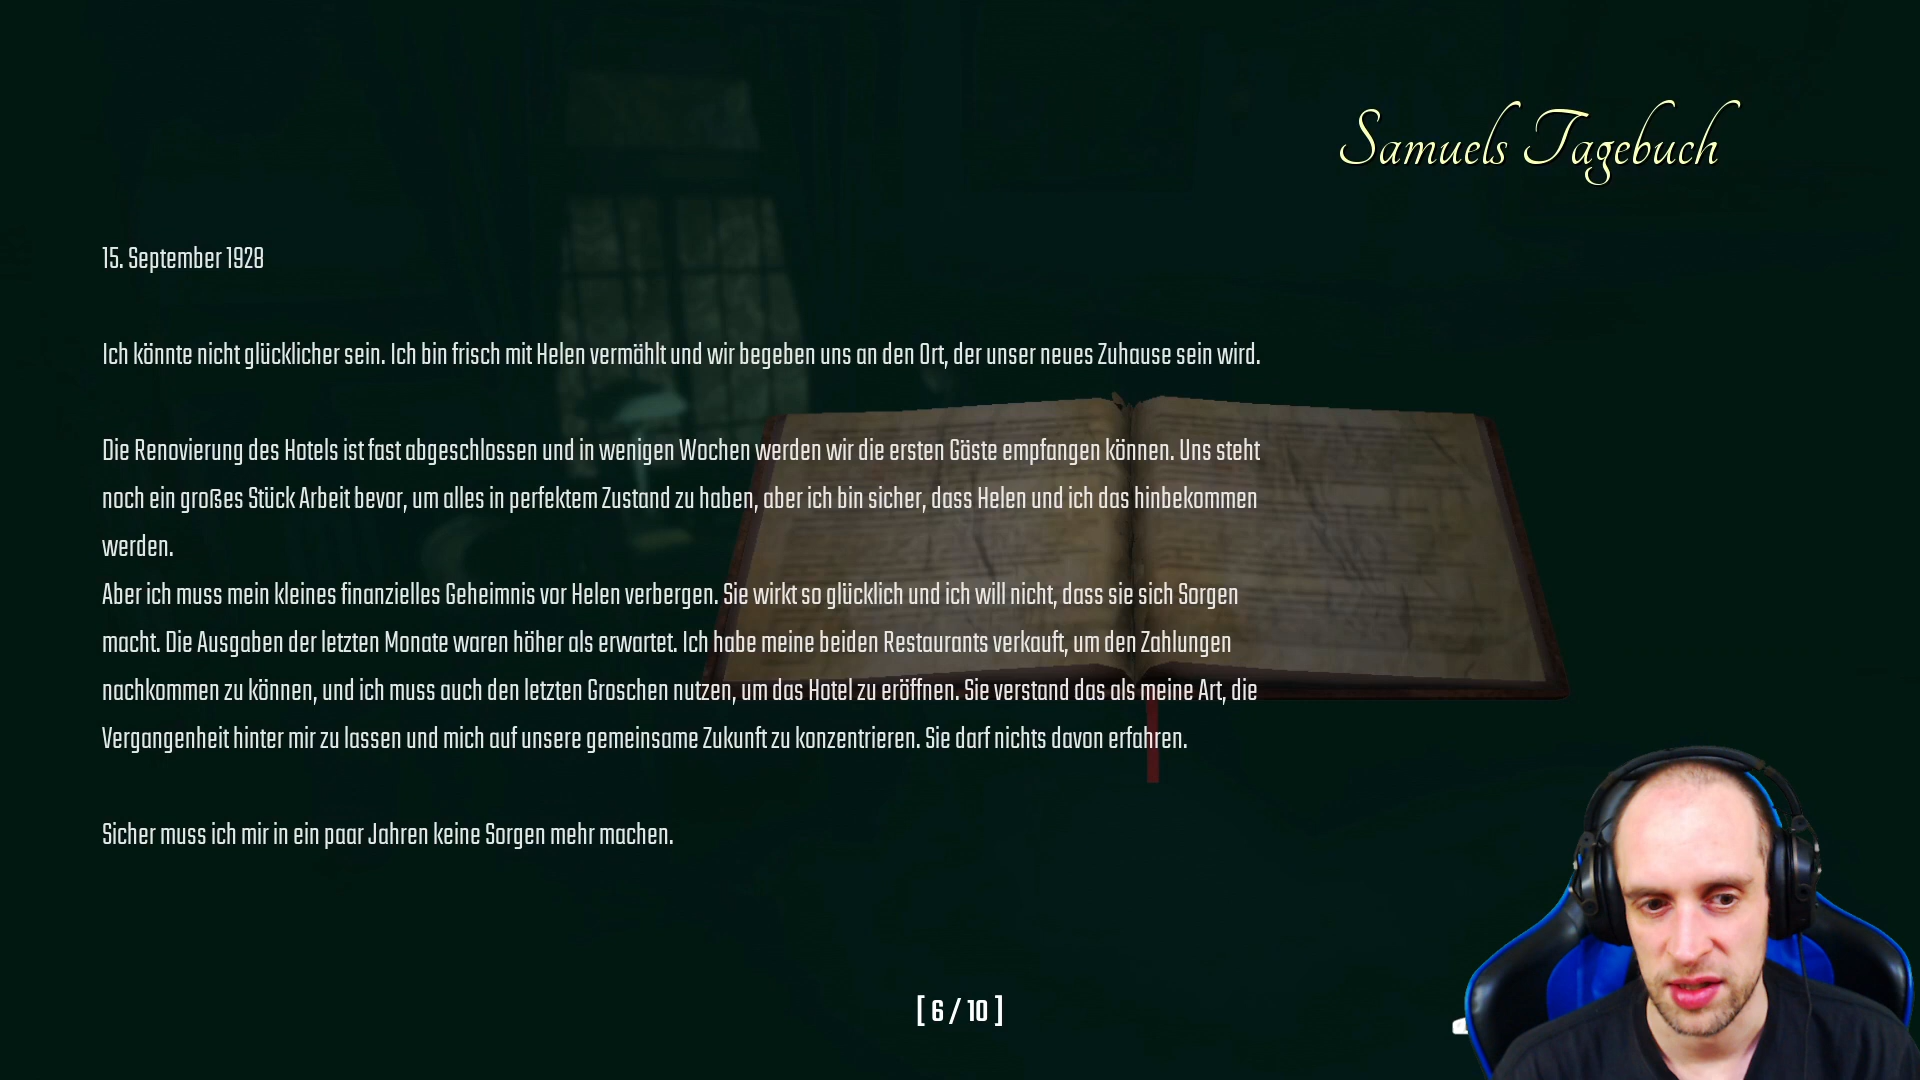 Samuels Tagebuch
15. September 1928
Ich könnte nicht glücklicher sein. Ich bin frisch mit Helen vermählt und wir begeben uns an den Ort, der unser neues Zuhause sein wird.
Die Renovierung des Hotels ist fast abgeschlossen und in wenigen Wochen werden wir die ersten Gäste empfangen können. Uns steht
noch ein großes Stück Arbeit bevor, um alles in perfektem Zustand zu haben, aber ich bin sicher, dass Helen und ich das hinbekommen
werden.
Aber ich muss mein kleines finanzielles Geheimnis vor Helen verbergen. Sie wirkt so glücklich und ich will nicht, dass sie sich Sorgen
macht. Die Ausgaben der letzten Monate waren höher als erwartet. Ich habe meine beiden Restaurants verkauft, um den Zahlungen
nachkommen zu können, und ich muss auch den letzten Groschen nutzen, um das Hotel zu eröffnen. Sie verstand das als meine Art, die
Vergangenheit hinter mir zu lassen und mich auf unsere gemeinsame Zukunft zu konzentrieren. Sie darf nichts davon erfahren.
Sicher muss ich mir in ein paar Jahren keine Sorgen mehr machen.
[ 6 / 10 ]